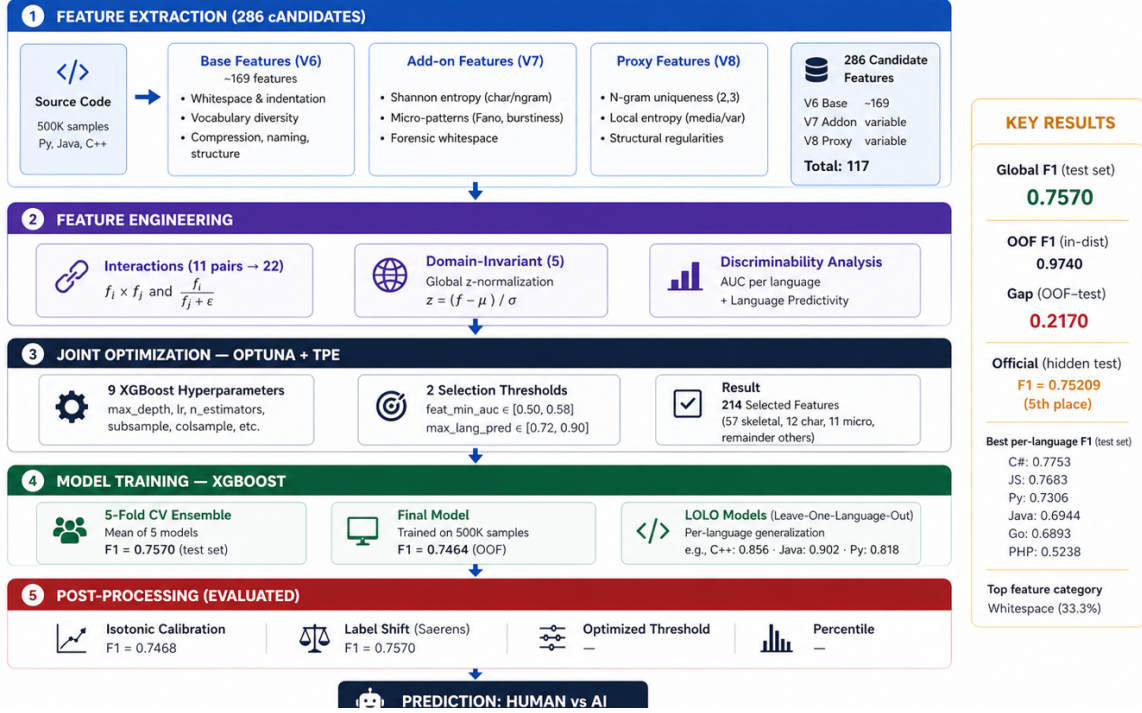 1 FEATURE EXTRACTION (286 cANDIDATES)
</>
Source Code
500K samples
Py, Java, C++
Base Features (V6)
~169 features
• Whitespace & indentation
• Vocabulary diversity
• Compression, naming,
structure
Add-on Features (V7)
• Shannon entropy (char/ngram)
• Micro-patterns (Fano, burstiness)
• Forensic whitespace
Proxy Features (V8)
• N-gram uniqueness (2,3)
• Local entropy (media/var)
• Structural regularities
286 Candidate
Features
V6 Base ~169
V7 Addon variable
V8 Proxy variable
Total: 117
2 FEATURE ENGINEERING
Interactions (11 pairs → 22)
f_i × f_j and f_i / (f_j + ε)
Domain-Invariant (5)
Global z-normalization
z = (f − μ ) / σ
Discriminability Analysis
AUC per language
+ Language Predictivity
3 JOINT OPTIMIZATION — OPTUNA + TPE
9 XGBoost Hyperparameters
max_depth, lr, n_estimators,
subsample, colsample, etc.
2 Selection Thresholds
feat_min_auc ∈ [0.50, 0.58]
max_lang_pred ∈ [0.72, 0.90]
Result
214 Selected Features
(57 skeletal, 12 char, 11 micro,
remainder others)
4 MODEL TRAINING — XGBOOST
5-Fold CV Ensemble
Mean of 5 models
F1 = 0.7570 (test set)
Final Model
Trained on 500K samples
F1 = 0.7464 (OOF)
</>
LOLO Models (Leave-One-Language-Out)
Per-language generalization
e.g., C++: 0.856 · Java: 0.902 · Py: 0.818
5 POST-PROCESSING (EVALUATED)
Isotonic Calibration
F1 = 0.7468
Label Shift (Saerens)
F1 = 0.7570
Optimized Threshold
—
Percentile
—
PREDICTION: HUMAN vs AI
KEY RESULTS
Global F1 (test set)
0.7570
OOF F1 (in-dist)
0.9740
Gap (OOF–test)
0.2170
Official (hidden test)
F1 = 0.75209
(5th place)
Best per-language F1 (test set)
C#: 0.7753
JS: 0.7683
Py: 0.7306
Java: 0.6944
Go: 0.6893
PHP: 0.5238
Top feature category
Whitespace (33.3%)